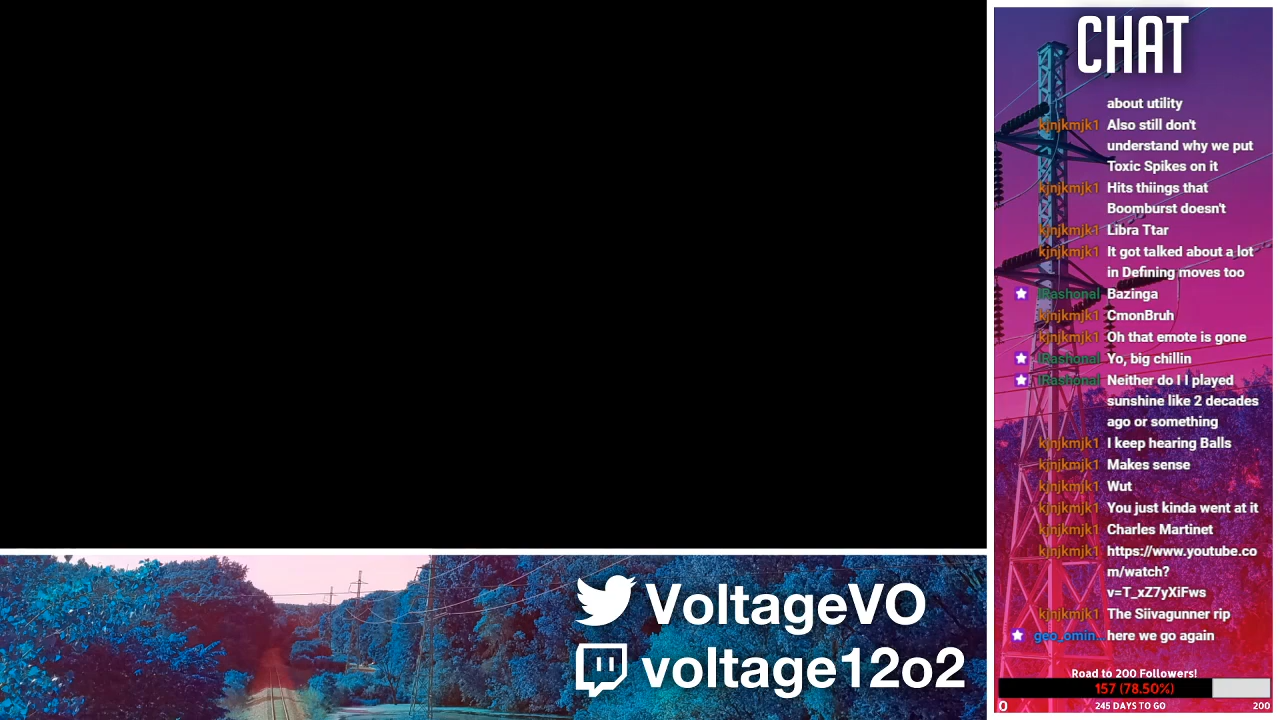 CHAT
about utility
kjnjkmjk1 Also still don't
understand why we put
Toxic Spikes on it
kjnjkmjk1 Hits thiings that
Boomburst doesn't
kjnjkmjk1 Libra Ttar
kjnjkmjk1 It got talked about a lot
in Defining moves too
IRashonal Bazinga
kjnjkmjk1 CmonBruh
kjnjkmjk1 Oh that emote is gone
IRashonal Yo, big chillin
IRashonal Neither do I I played
sunshine like 2 decades
ago or something
kjnjkmjk1 I keep hearing Balls
kjnjkmjk1 Makes sense
kjnjkmjk1 Wut
kjnjkmjk1 You just kinda went at it
kjnjkmjk1 Charles Martinet
kjnjkmjk1 https://www.youtube.co
m/watch?
v=T_xZ7yXiFws
kjnjkmjk1 The Siivagunner rip
geo_omin... here we go again
Road to 200 Followers!
157 (78.50%)
0 245 DAYS TO GO 200
VoltageVO
voltage12o2